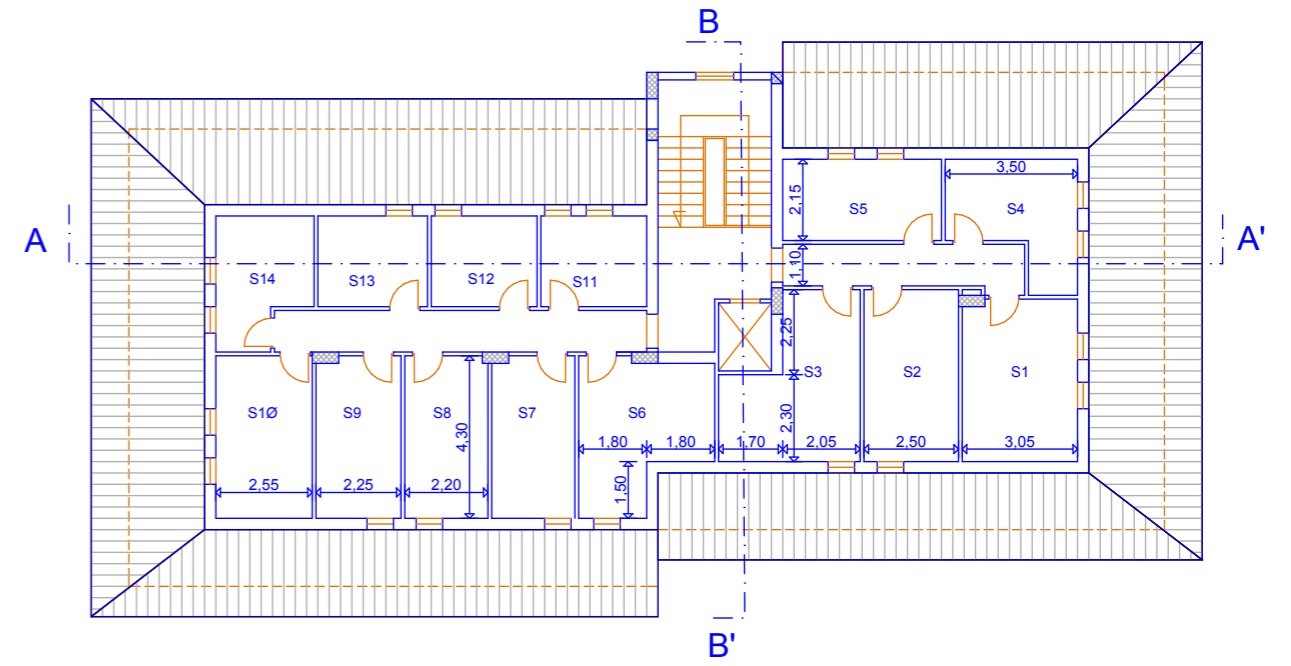 B
3,50
2,15
S5
S4
A
A'
1,10
S14
S13
S12
S11
2,25
S3
S2
S1
S1Ø
S9
S8
S7
S6
4,30
2,30
1,80
1,80
1,70
2,05
2,50
3,05
2,55
2,25
2,20
1,50
B'